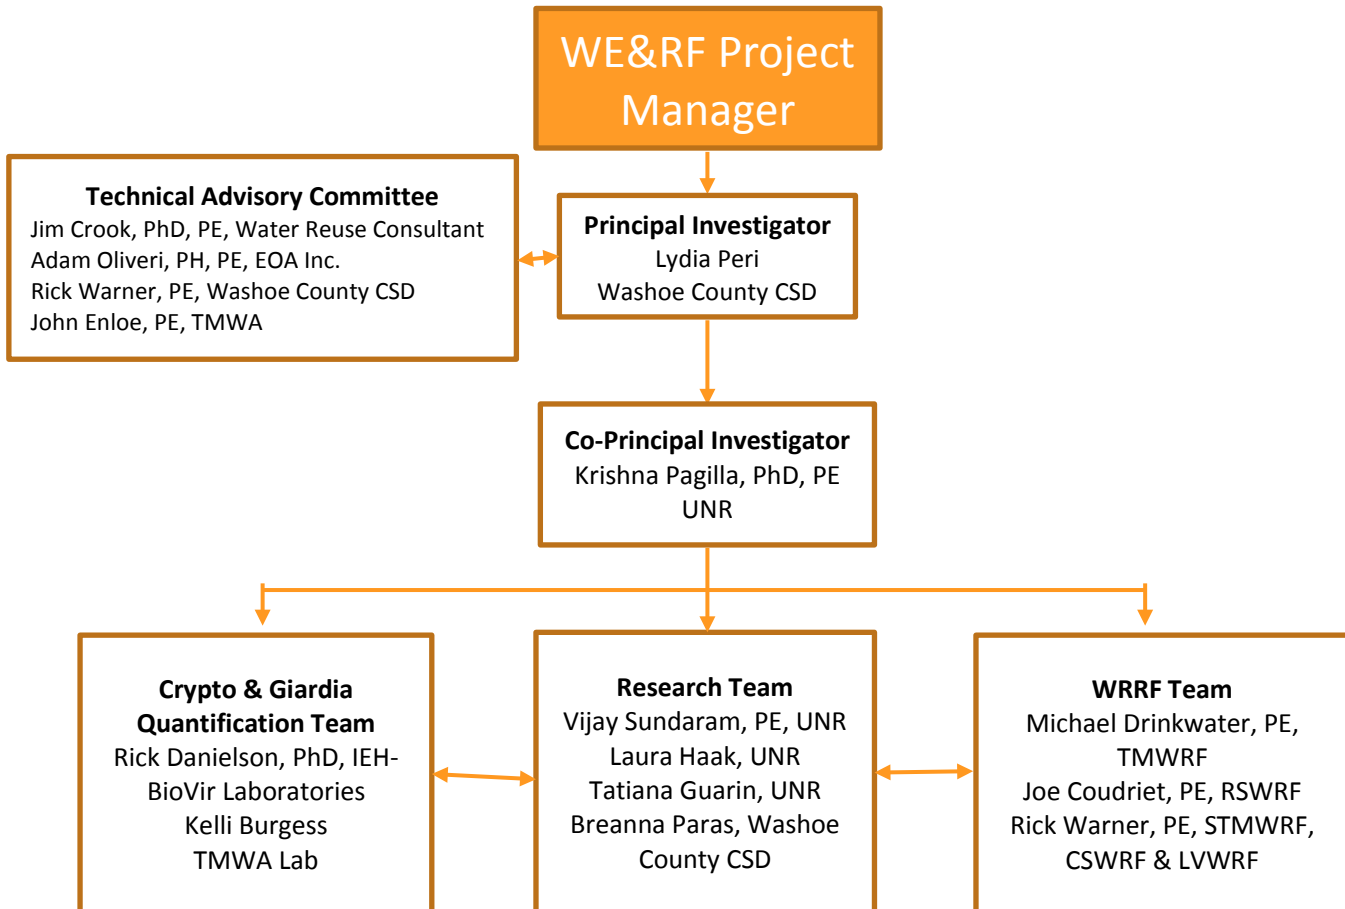 WE&RF Project
Manager
Technical Advisory Committee
Jim Crook, PhD, PE, Water Reuse Consultant
Adam Oliveri, PH, PE, EOA Inc.
Rick Warner, PE, Washoe County CSD
John Enloe, PE, TMWA
Principal Investigator
Lydia Peri
Washoe County CSD
Co-Principal Investigator
Krishna Pagilla, PhD, PE
UNR
Crypto & Giardia
Quantification Team
Rick Danielson, PhD, IEH-
BioVir Laboratories
Kelli Burgess
TMWA Lab
Research Team
Vijay Sundaram, PE, UNR
Laura Haak, UNR
Tatiana Guarin, UNR
Breanna Paras, Washoe
County CSD
WRRF Team
Michael Drinkwater, PE,
TMWRF
Joe Coudriet, PE, RSWRF
Rick Warner, PE, STMWRF,
CSWRF & LVWRF